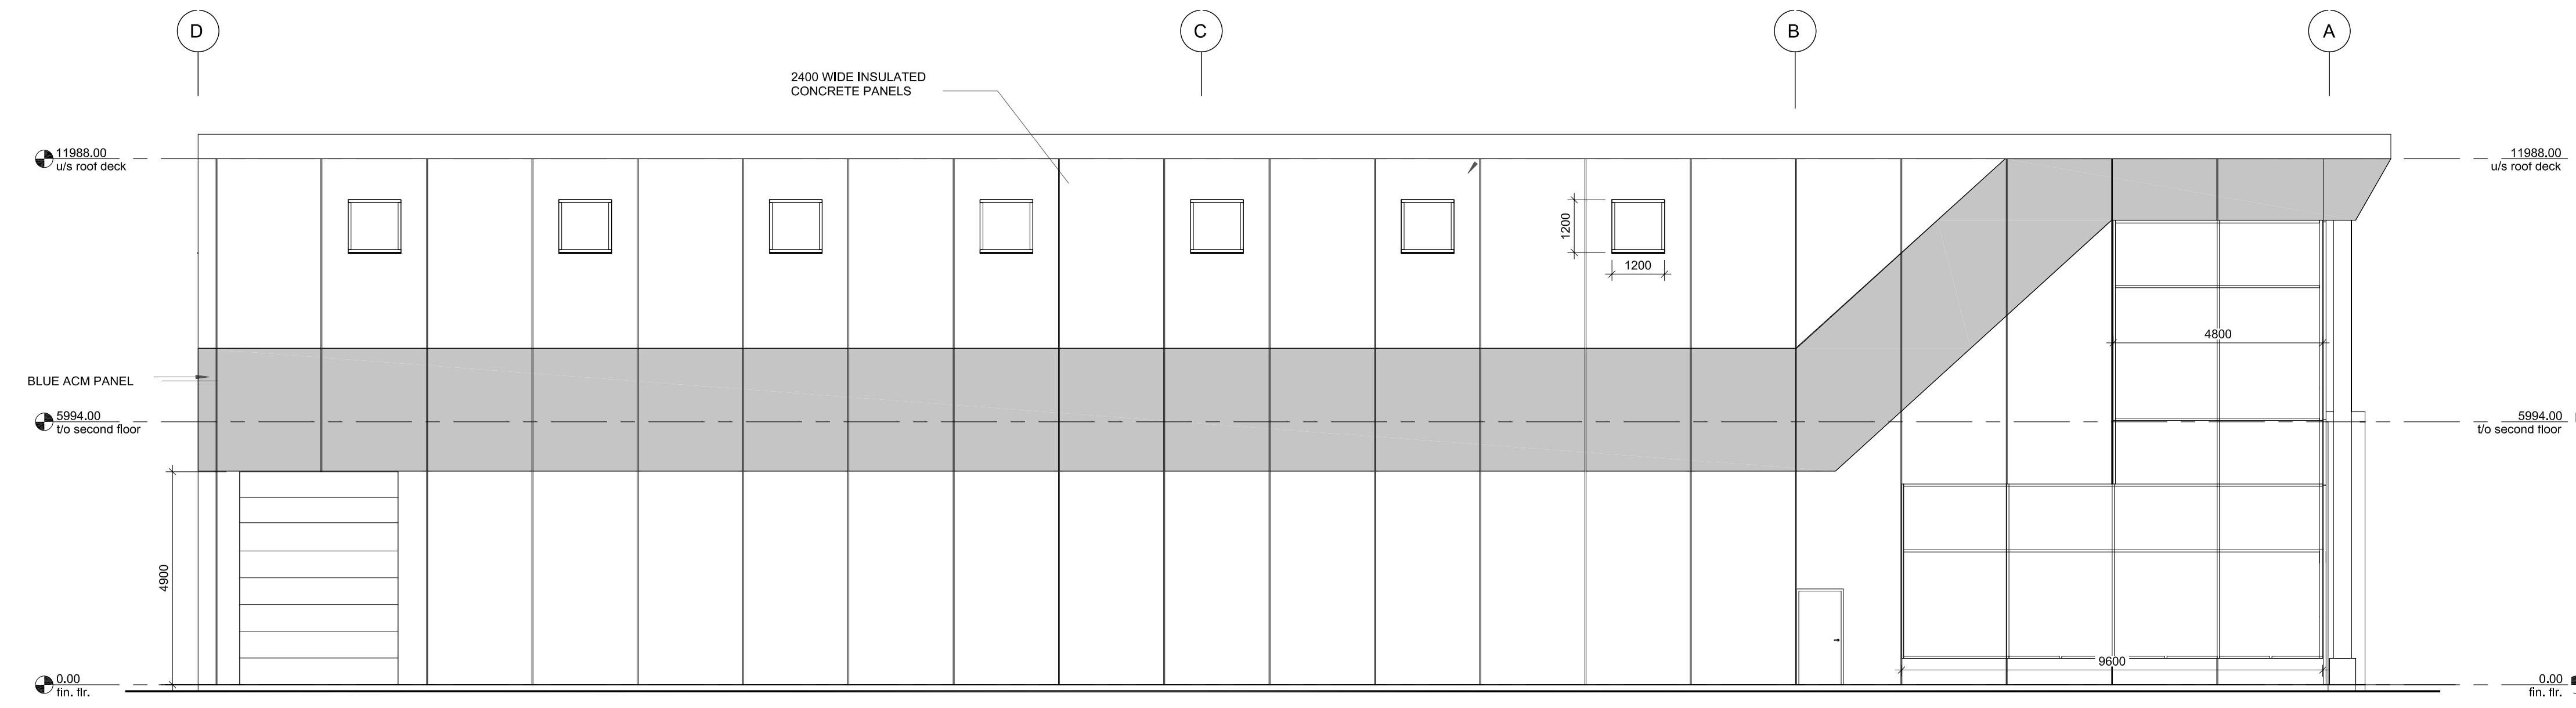 D
C
B
A
2400 WIDE INSULATED
CONCRETE PANELS
11988.00
u/s roof deck
11988.00
u/s roof deck
1200
1200
4800
BLUE ACM PANEL
5994.00
t/o second floor
5994.00
t/o second floor
4900
9600
0.00
fin. flr.
0.00
fin. flr.